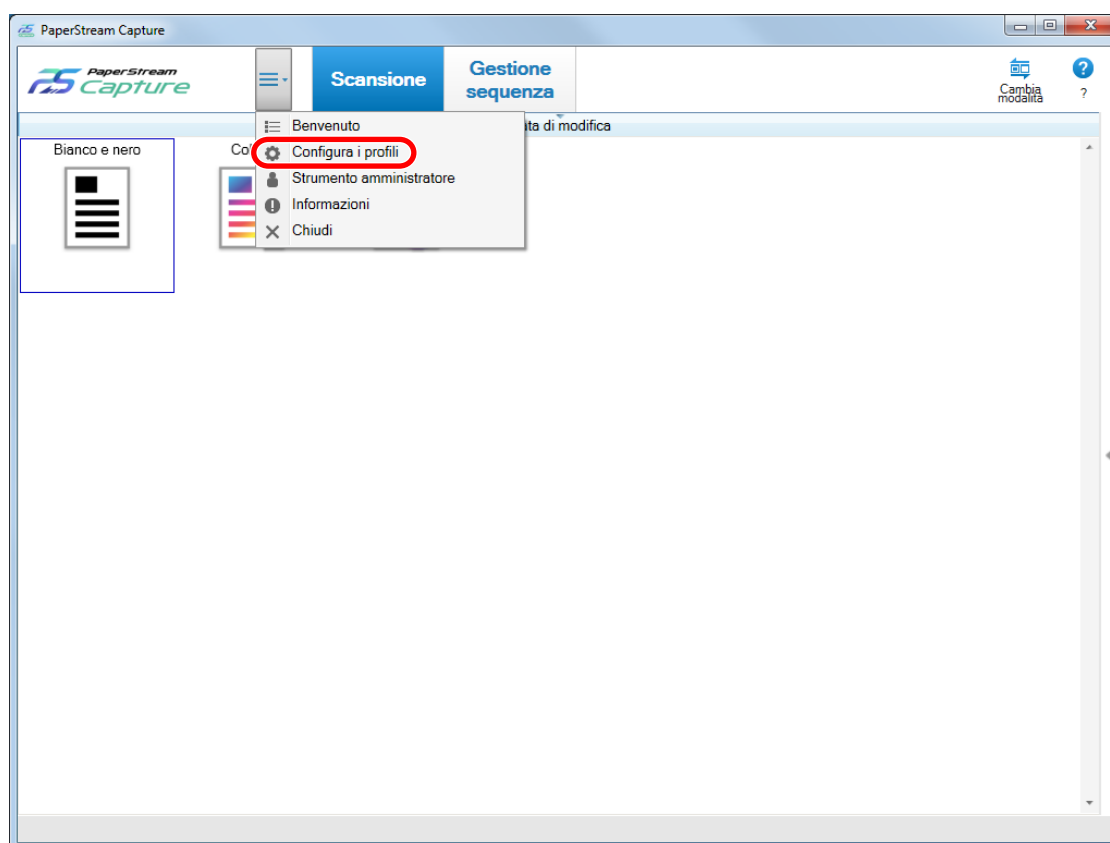 PaperStream Capture
PaperStream
Capture
Scansione
Gestione
sequenza
Cambia
modalità
?
?
Benvenuto
di modifica
Bianco e nero
Configura i profili
Strumento amministratore
Informazioni
Chiudi